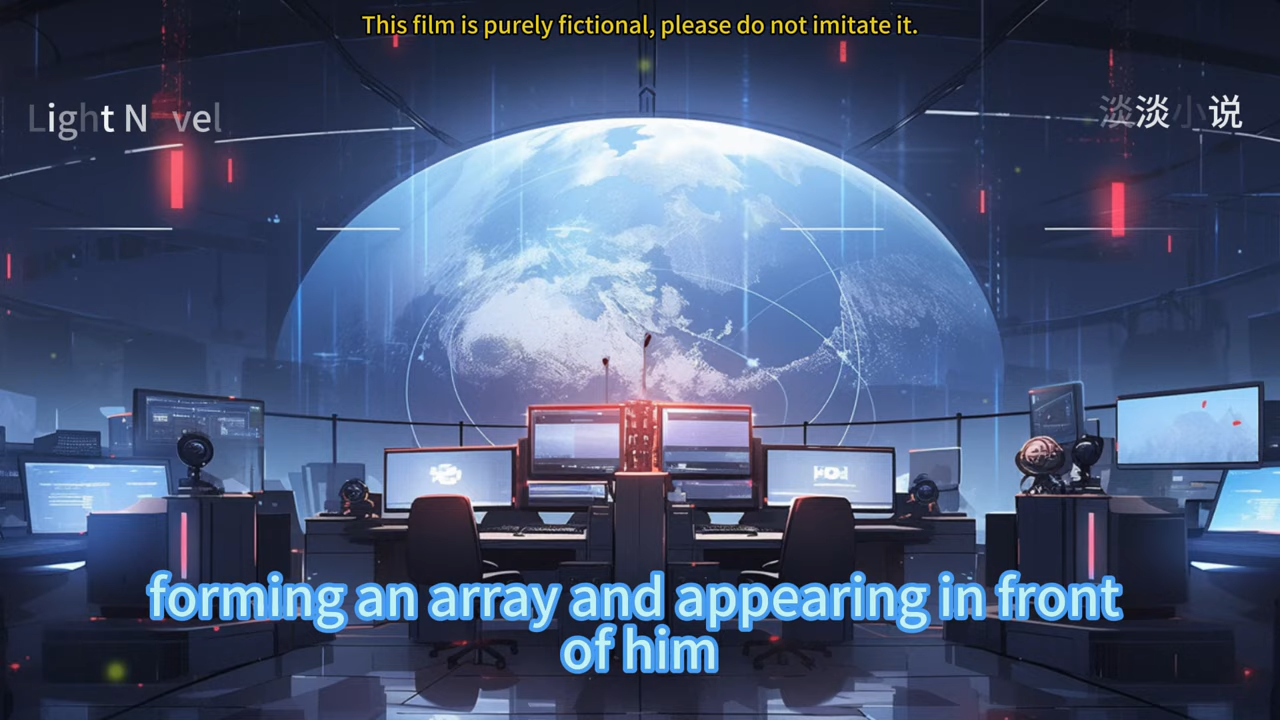 This film is purely fictional, please do not imitate it.
Light Novel
淡淡小说
forming an array and appearing in front
of him